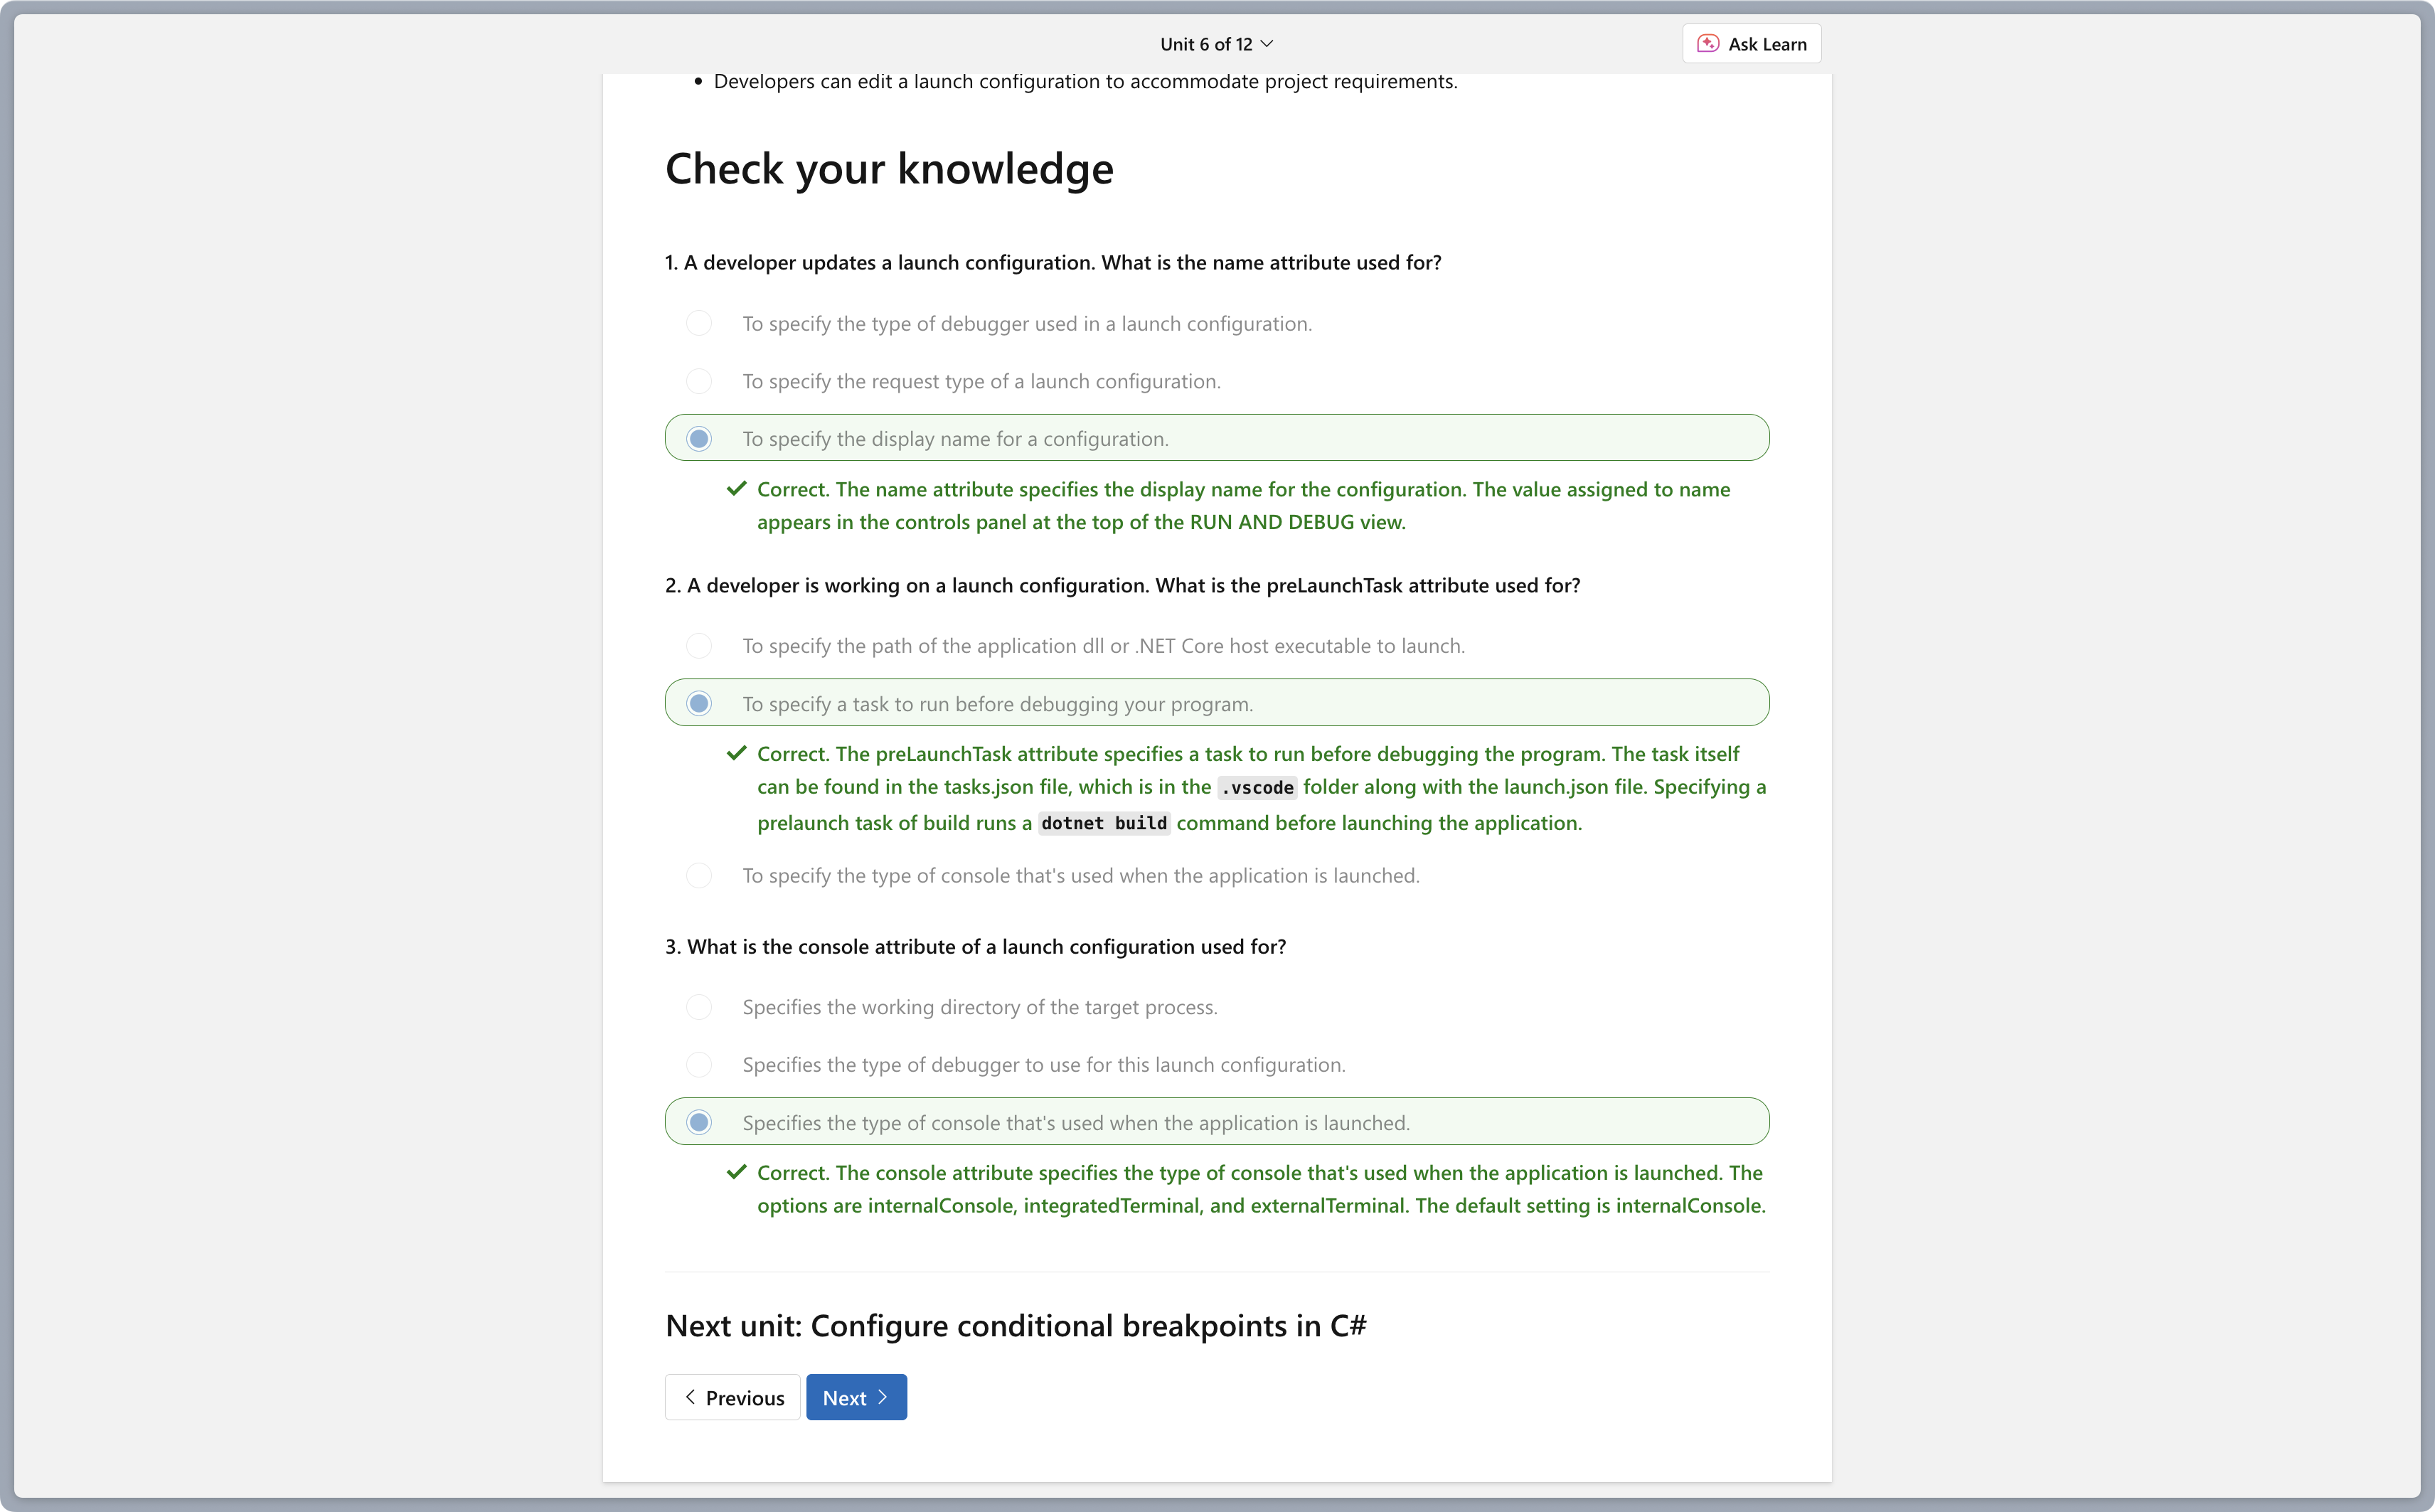 Unit 6 of 12
Ask Learn
• Developers can edit a launch configuration to accommodate project requirements.
Check your knowledge
1. A developer updates a launch configuration. What is the name attribute used for?
To specify the type of debugger used in a launch configuration.
To specify the request type of a launch configuration.
To specify the display name for a configuration.
Correct. The name attribute specifies the display name for the configuration. The value assigned to name
appears in the controls panel at the top of the RUN AND DEBUG view.
2. A developer is working on a launch configuration. What is the preLaunchTask attribute used for?
To specify the path of the application dll or .NET Core host executable to launch.
To specify a task to run before debugging your program.
Correct. The preLaunchTask attribute specifies a task to run before debugging the program. The task itself
can be found in the tasks.json file, which is in the .vscode folder along with the launch.json file. Specifying a
prelaunch task of build runs a dotnet build command before launching the application.
To specify the type of console that's used when the application is launched.
3. What is the console attribute of a launch configuration used for?
Specifies the working directory of the target process.
Specifies the type of debugger to use for this launch configuration.
Specifies the type of console that's used when the application is launched.
Correct. The console attribute specifies the type of console that's used when the application is launched. The
options are internalConsole, integratedTerminal, and externalTerminal. The default setting is internalConsole.
Next unit: Configure conditional breakpoints in C#
Previous
Next